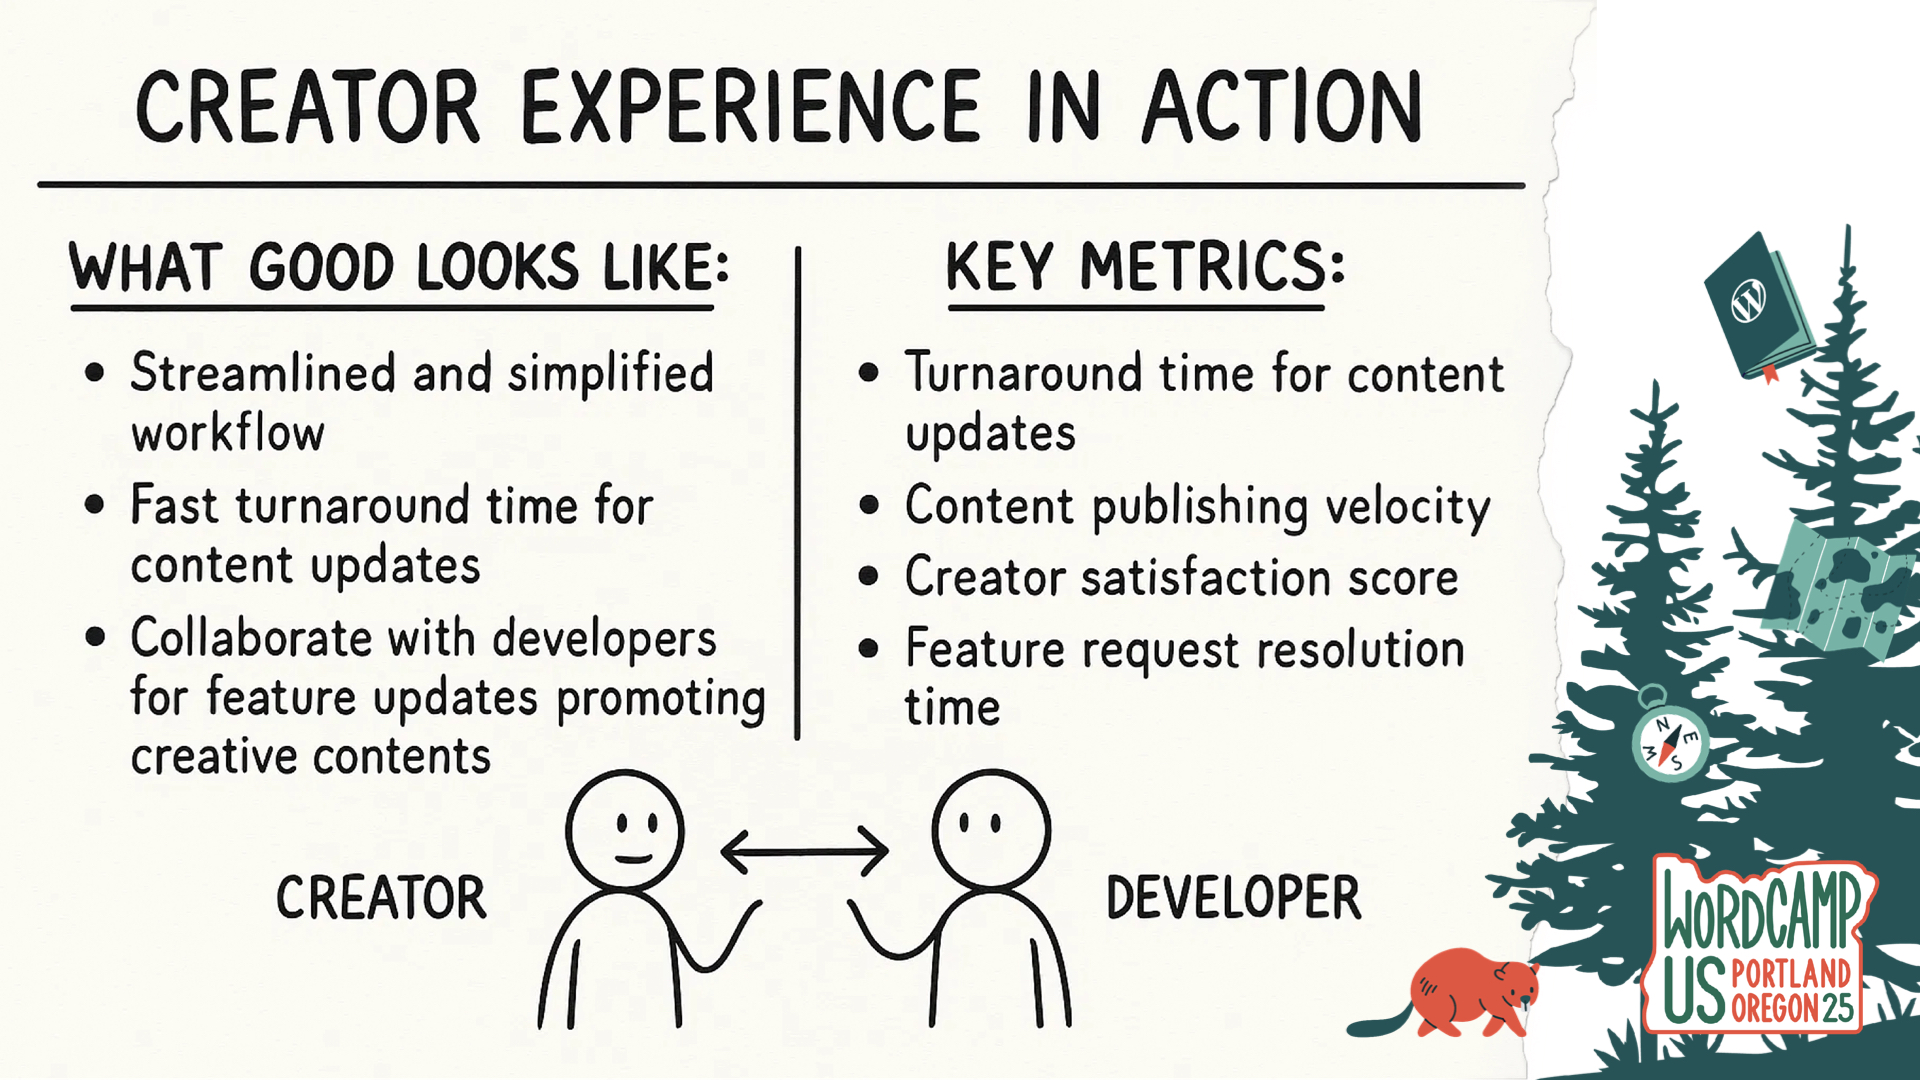 CREATOR EXPERIENCE IN ACTION
WHAT GOOD LOOKS LIKE:
• Streamlined and simplified
workflow
• Fast turnaround time for
content updates
• Collaborate with developers
for feature updates promoting
creative contents
KEY METRICS:
• Turnaround time for content
updates
• Content publishing velocity
• Creator satisfaction score
• Feature request resolution
time
CREATOR
DEVELOPER
W
N
E
S
W
WORDCAMP
US PORTLAND
OREGON 25